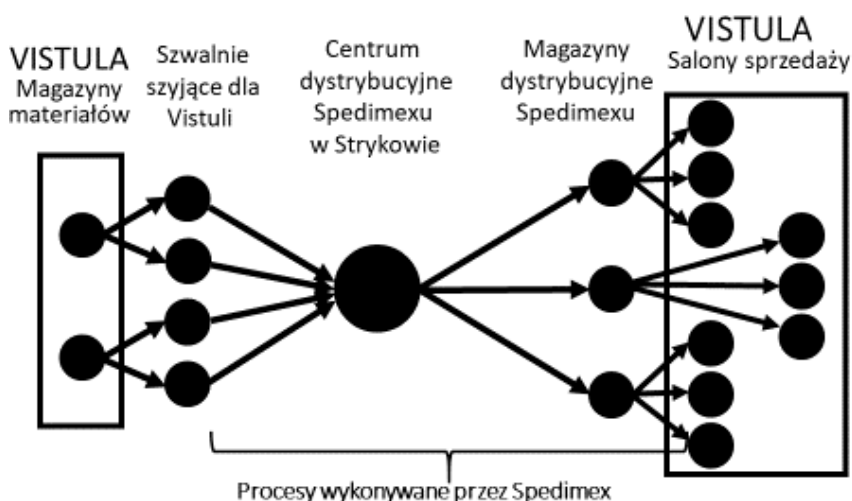 VISTULA
Magazyny
materiałów
Szwalnie
szyjące dla
Vistuli
Centrum
dystrybucyjne
Spedimexu
w Strykowie
Magazyny
dystrybucyjne
Spedimexu
VISTULA
Salony sprzedaży
Procesy wykonywane przez Spedimex